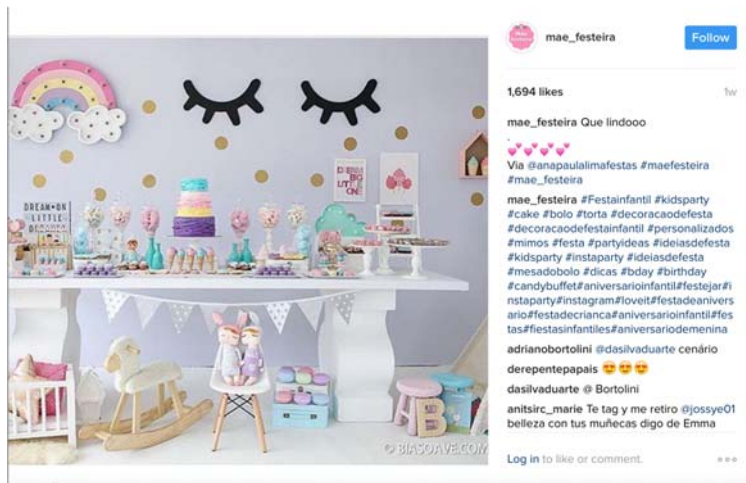 mae_festeira
Follow
1,694 likes
1w
mae_festeira Que lindooo
.
💕💕💕💕
Via @anapaulalimafestas #maefesteira
#mae_festeira
mae_festeira #Festainfantil #kidsparty
#cake #bolo #torta #decoracaodefesta
#decoracaodefestainfantil #personalizados
#mimos #festa #partyideas #ideiasdefesta
#kidsparty #instaparty #ideiasdefesta
#mesadobolo #dicas #bday #birthday
#candybuffet#aniversarioinfantil#festejar#i
nstaparty#instagram#loveit#festadeanivers
ario#festadecrianca#aniversarioinfantil#fes
tas#fiestasinfantiles#aniversariodemenina
adrianobortolini @dasilvaduarte cenário
derepentepapais 😍😍😍
dasilvaduarte @ Bortolini
anitsirc_marie Te tag y me retiro @jossye01
belleza con tus muñecas digo de Emma
Log in to like or comment.
DREAM
BIG
LITTLE
ONE
DREAM ON
LITTLE
B
© BIASOAVE.COM